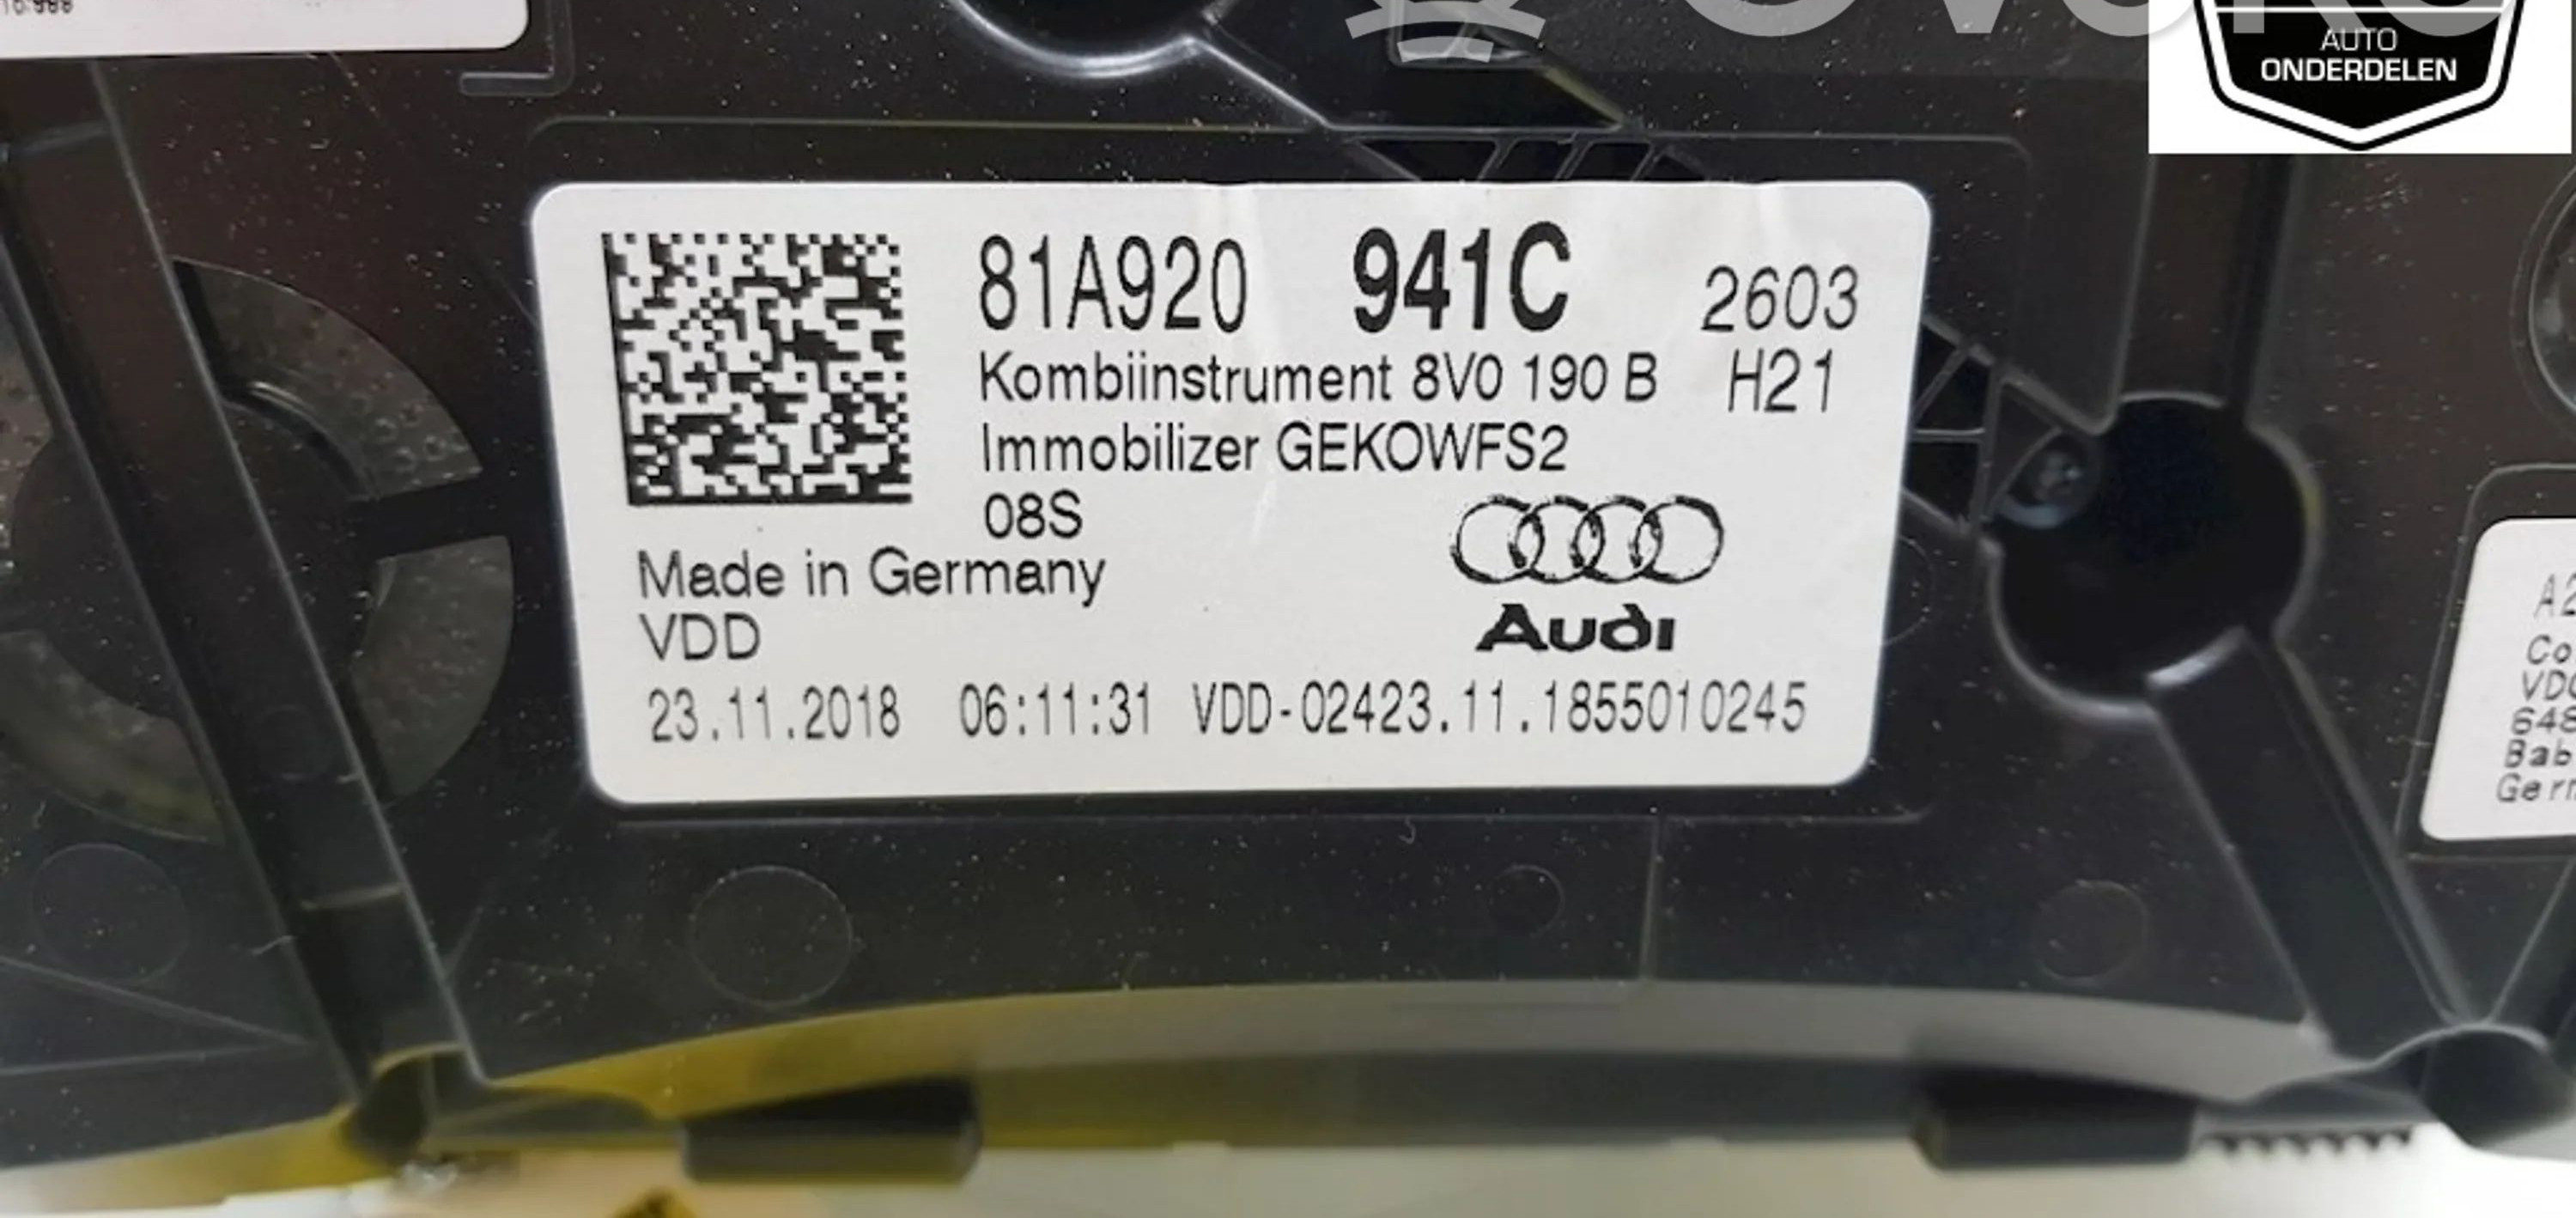 AUTO
ONDERDELEN
81A920 941C 2603
Kombiinstrument 8V0 190 B H21
Immobilizer GEKOWFS2
08S
Made in Germany
VDD
Audi
23.11.2018 06:11:31 VDD-02423.11.1855010245